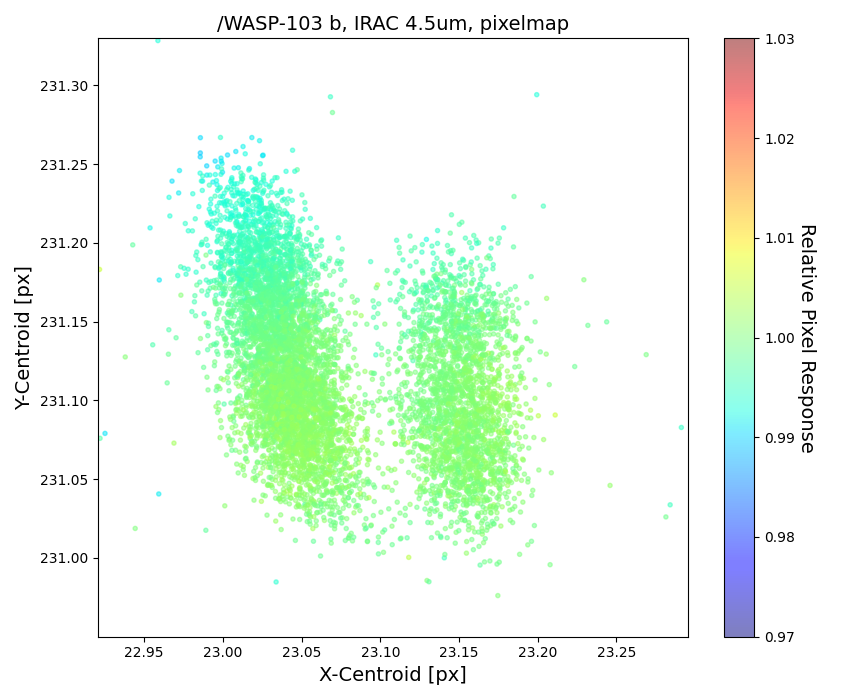 /WASP-103 b, IRAC 4.5um, pixelmap
231.30
231.25
231.20
231.15
231.10
231.05
231.00
Y-Centroid [px]
22.95 23.00 23.05 23.10 23.15 23.20 23.25
X-Centroid [px]
1.03
1.02
1.01
1.00
0.99
0.98
0.97
Relative Pixel Response